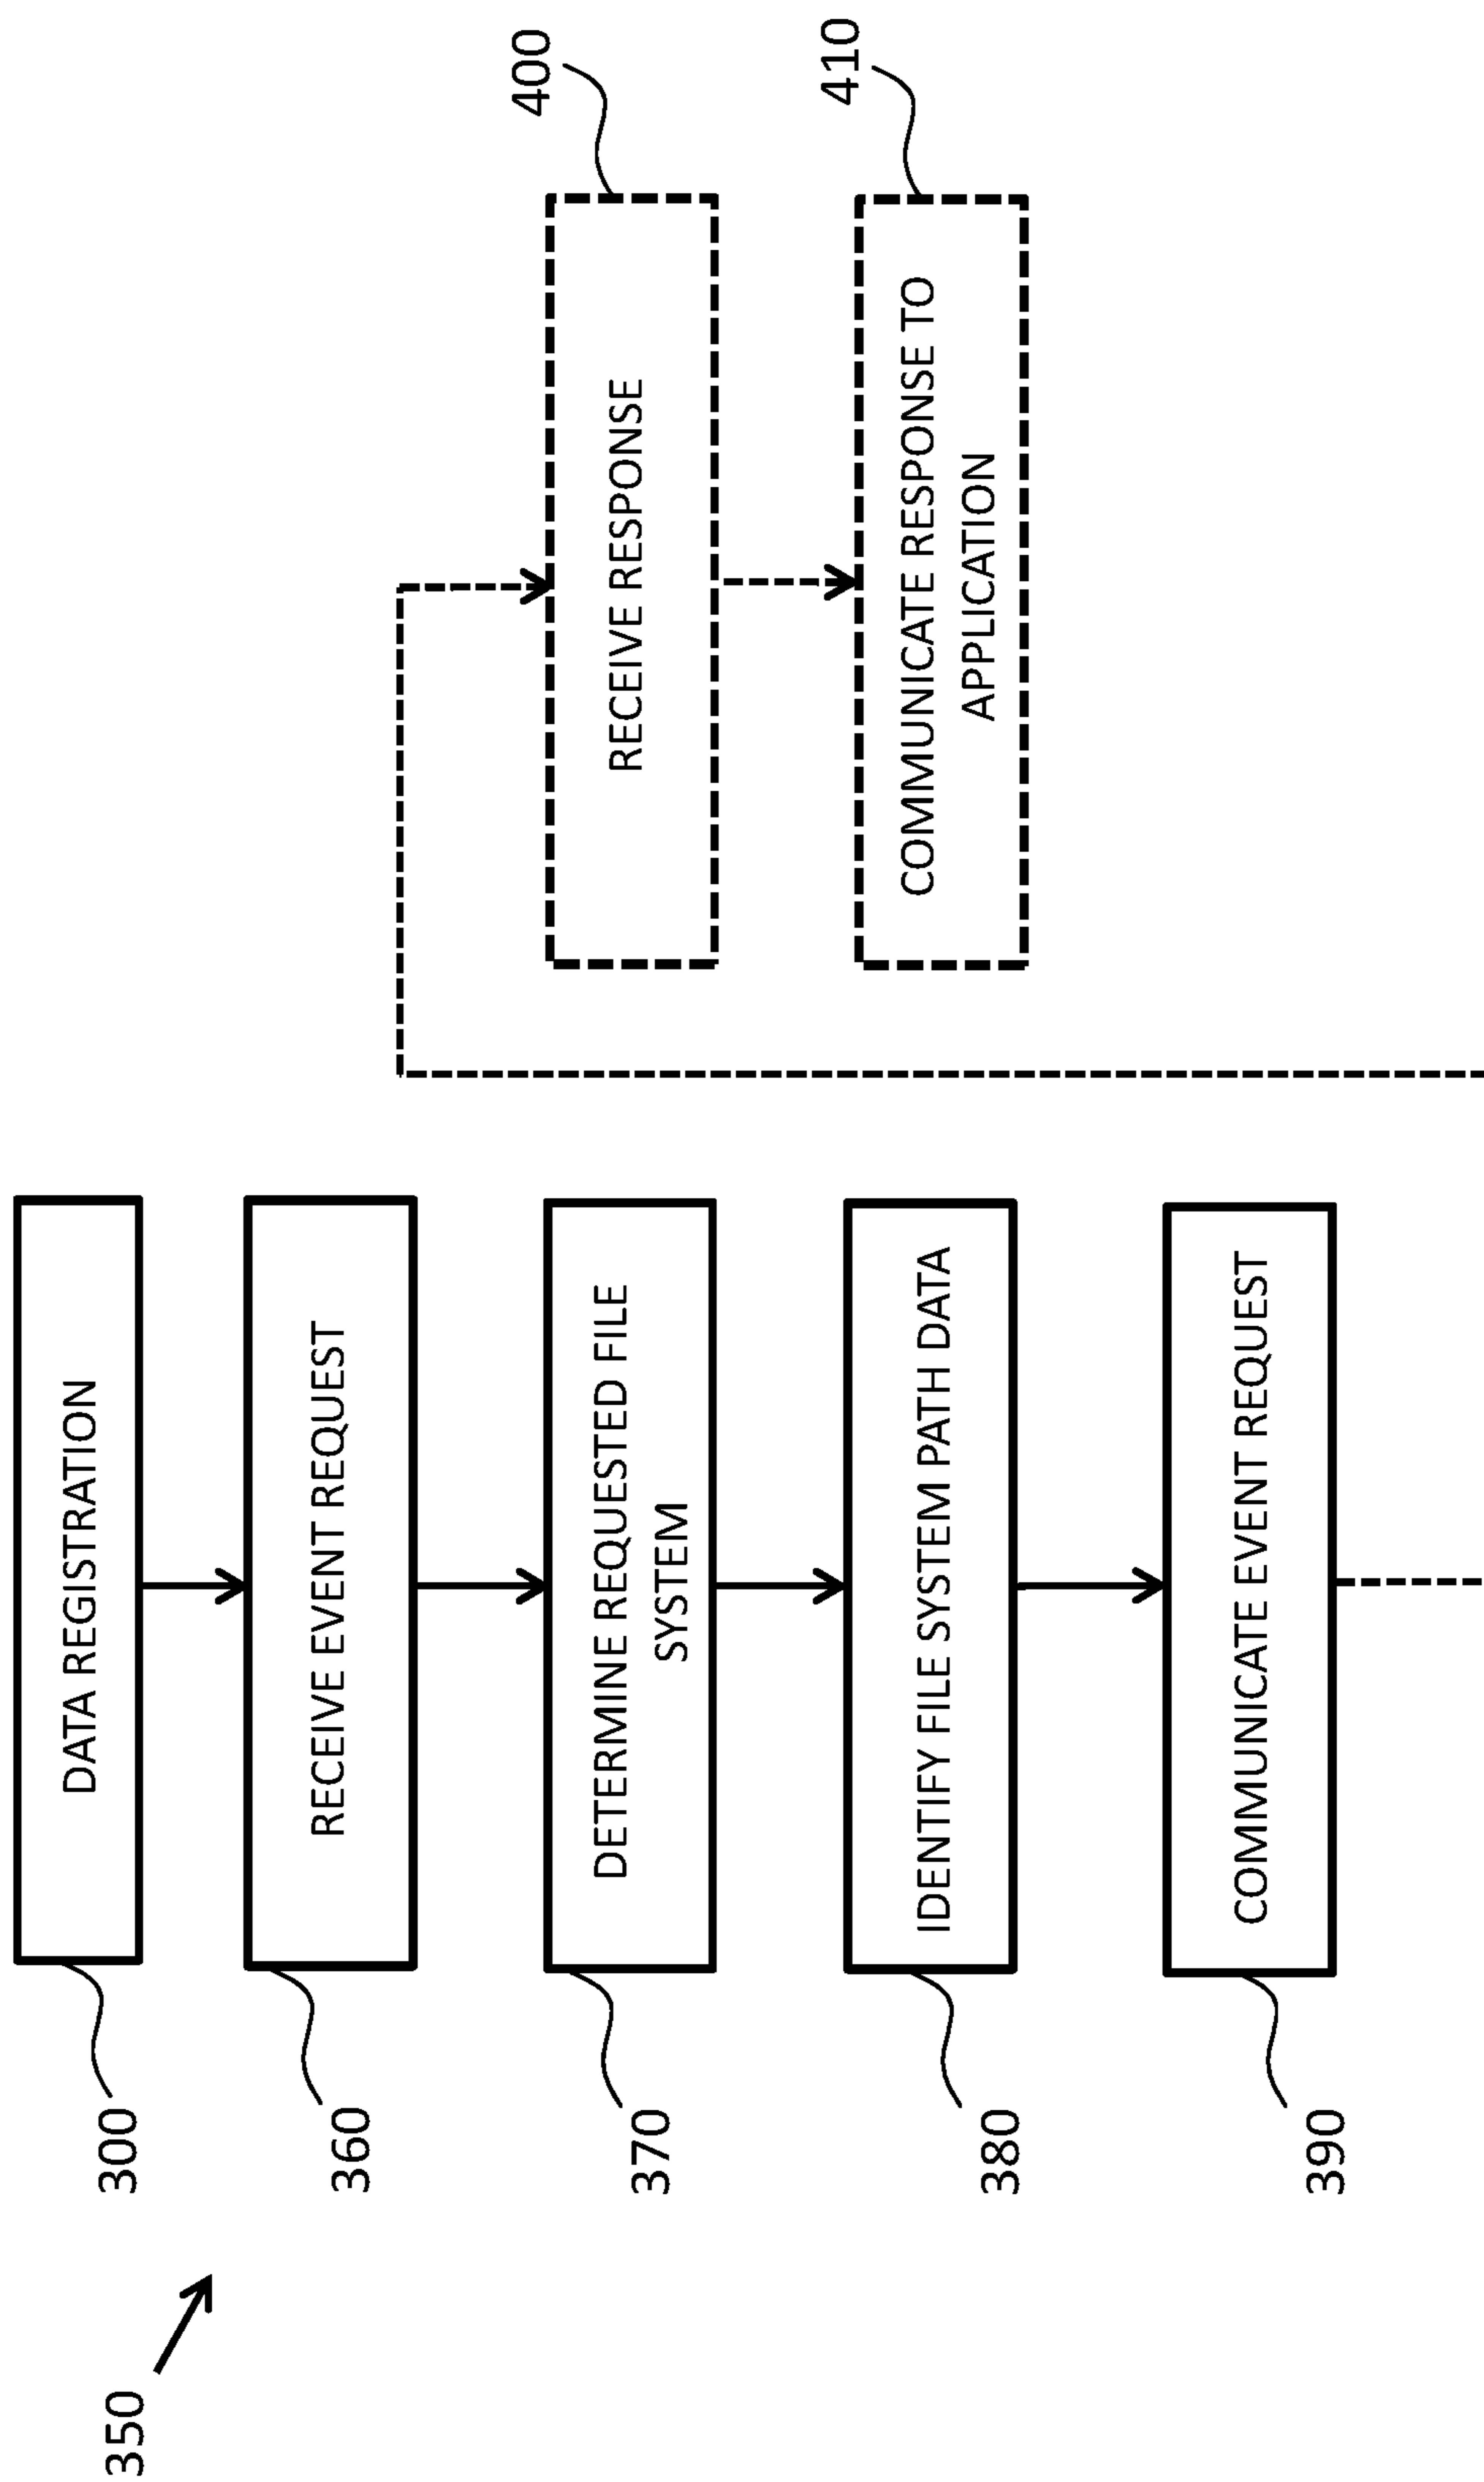 350
300
DATA REGISTRATION
360
RECEIVE EVENT REQUEST
370
DETERMINE REQUESTED FILE
SYSTEM
380
IDENTIFY FILE SYSTEM PATH DATA
390
COMMUNICATE EVENT REQUEST
400
RECEIVE RESPONSE
410
COMMUNICATE RESPONSE TO
APPLICATION